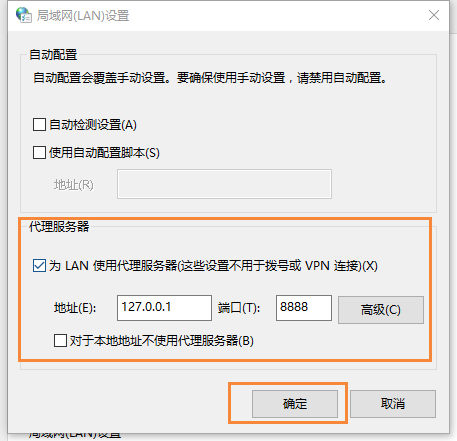 局域网(LAN)设置
自动配置
自动配置会覆盖手动设置。要确保使用手动设置，请禁用自动配置。
自动检测设置(A)
使用自动配置脚本(S)
地址(R)
代理服务器
为 LAN 使用代理服务器(这些设置不用于拨号或 VPN 连接)(X)
地址(E): 127.0.0.1 端口(T): 8888 高级(C)
对于本地地址不使用代理服务器(B)
确定 取消
局域网(LAN)设置